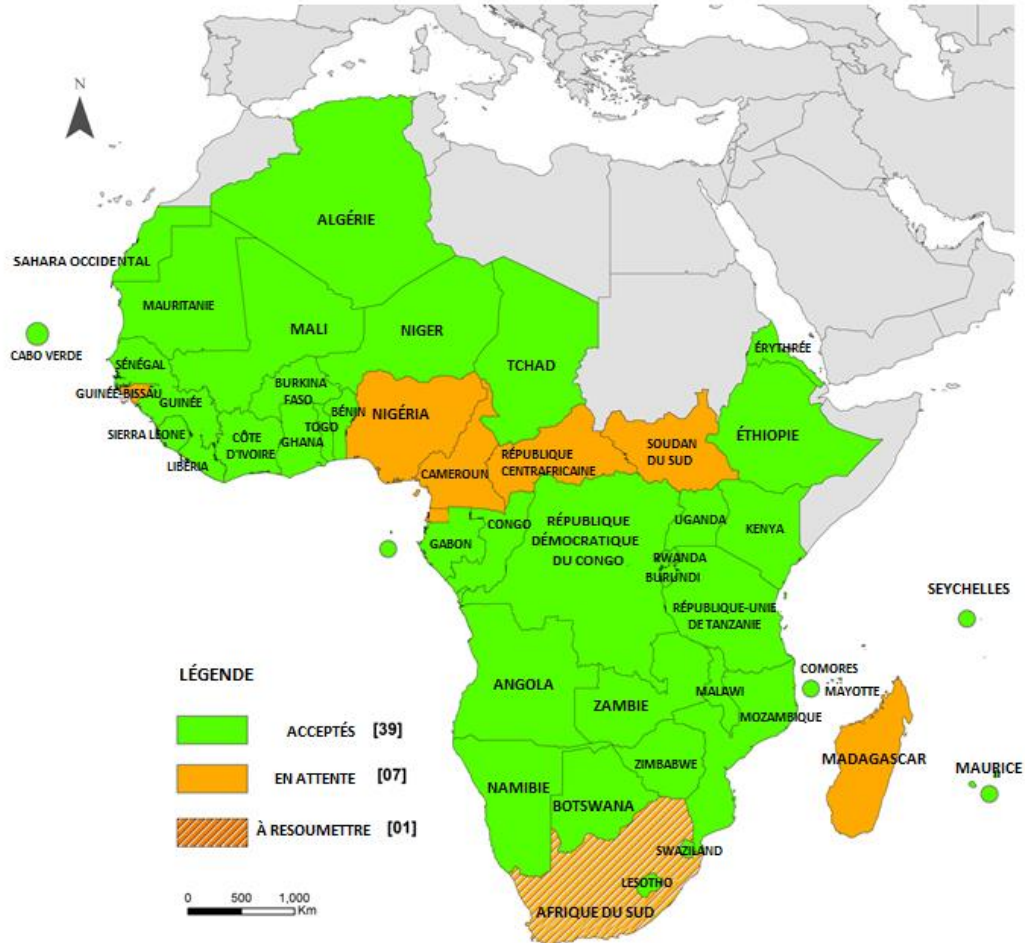 N
ALGÉRIE
SAHARA OCCIDENTAL
MAURITANIE
MALI
NIGER
CABO VERDE
TCHAD
ÉRYTHRÉE
SÉNÉGAL
GUINÉE-BISSAU
GUINÉE
BURKINA
FASO
BÉNIN
NIGÉRIA
SIERRA LEONE
CÔTE
D'IVOIRE
GHANA
TOGO
LIBÉRIA
CAMEROUN
RÉPUBLIQUE
CENTRAFRICAINE
SOUDAN
DU SUD
ÉTHIOPIE
GABON
CONGO
RÉPUBLIQUE
DÉMOCRATIQUE
DU CONGO
UGANDA
KENYA
RWANDA
BURUNDI
RÉPUBLIQUE-UNIE
DE TANZANIE
SEYCHELLES
COMORES
MAYOTTE
ANGOLA
ZAMBIE
MALAWI
MOZAMBIQUE
MADAGASCAR
MAURICE
ZIMBABWE
NAMIBIE
BOTSWANA
SWAZILAND
LESOTHO
AFRIQUE DU SUD
LÉGENDE
ACCEPTÉS [39]
EN ATTENTE [07]
À RESOUMETTRE [01]
0 500 1,000
Km